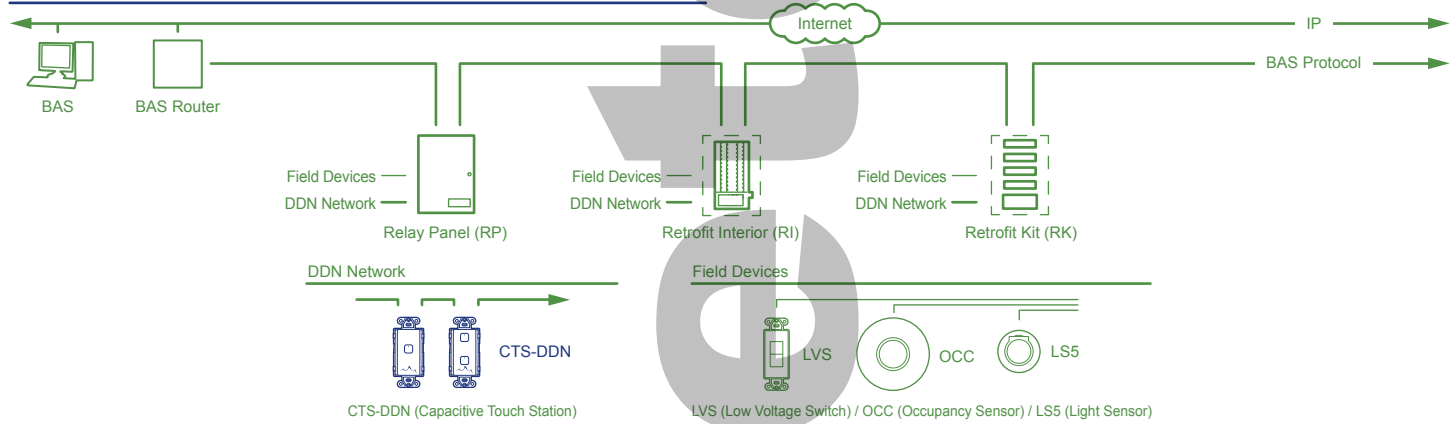 Internet
IP
BAS Protocol
BAS
BAS Router
Field Devices
DDN Network
Relay Panel (RP)
Field Devices
DDN Network
Retrofit Interior (RI)
Field Devices
DDN Network
Retrofit Kit (RK)
DDN Network
CTS-DDN
CTS-DDN (Capacitive Touch Station)
Field Devices
LVS
OCC
LS5
LVS (Low Voltage Switch) / OCC (Occupancy Sensor) / LS5 (Light Sensor)